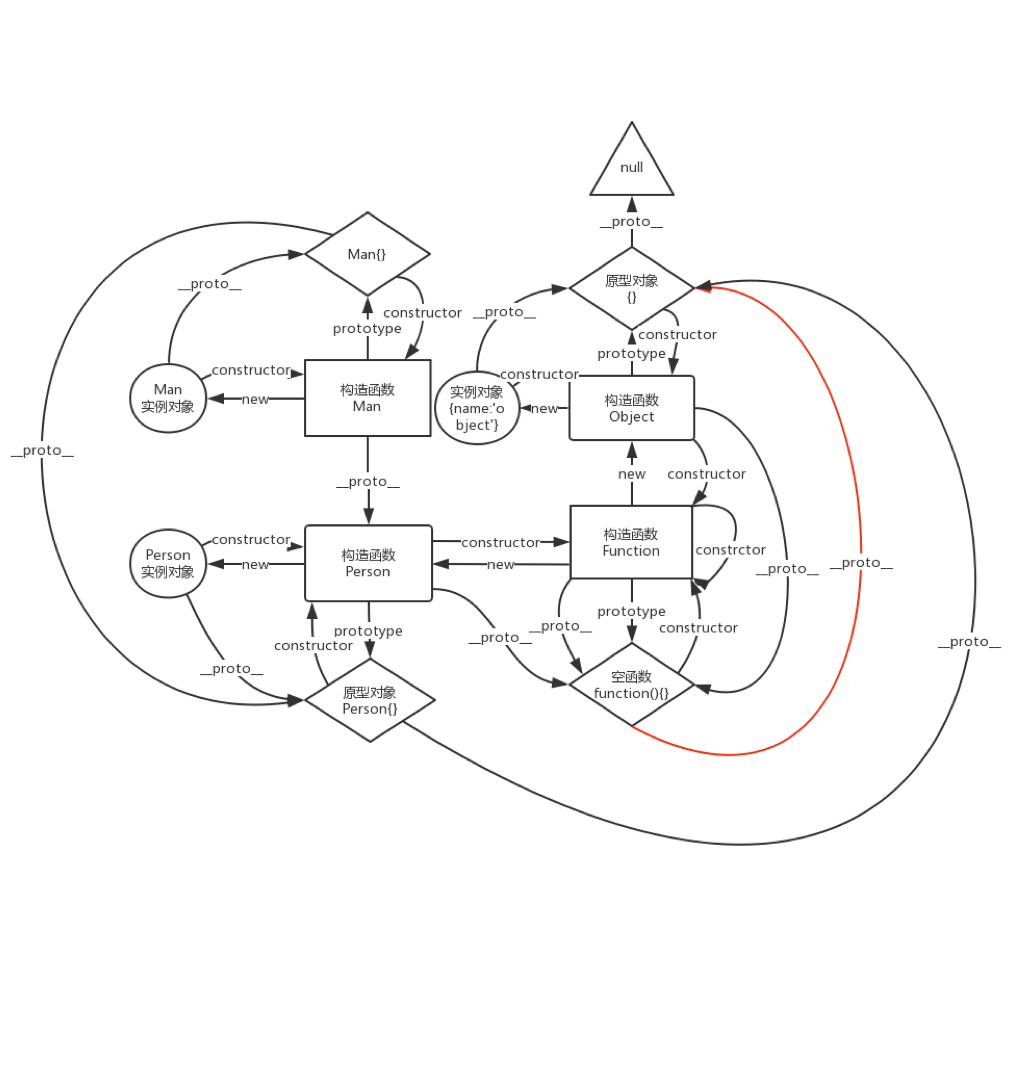 null
__proto__
Man{}
原型对象
{}
__proto__
__proto__
constructor
prototype
constructor
prototype
constructor
constructor
Man
实例对象
new
构造函数
Man
实例对象
{name:'o
bject'}
new
构造函数
Object
__proto__
__proto__
new
constructor
constructor
Person
实例对象
new
构造函数
Person
constructor
new
构造函数
Function
constrctor
__proto__
__proto__
prototype
constructor
__proto__
__proto__
prototype
constructor
__proto__
__proto__
原型对象
Person{}
空函数
function(){}